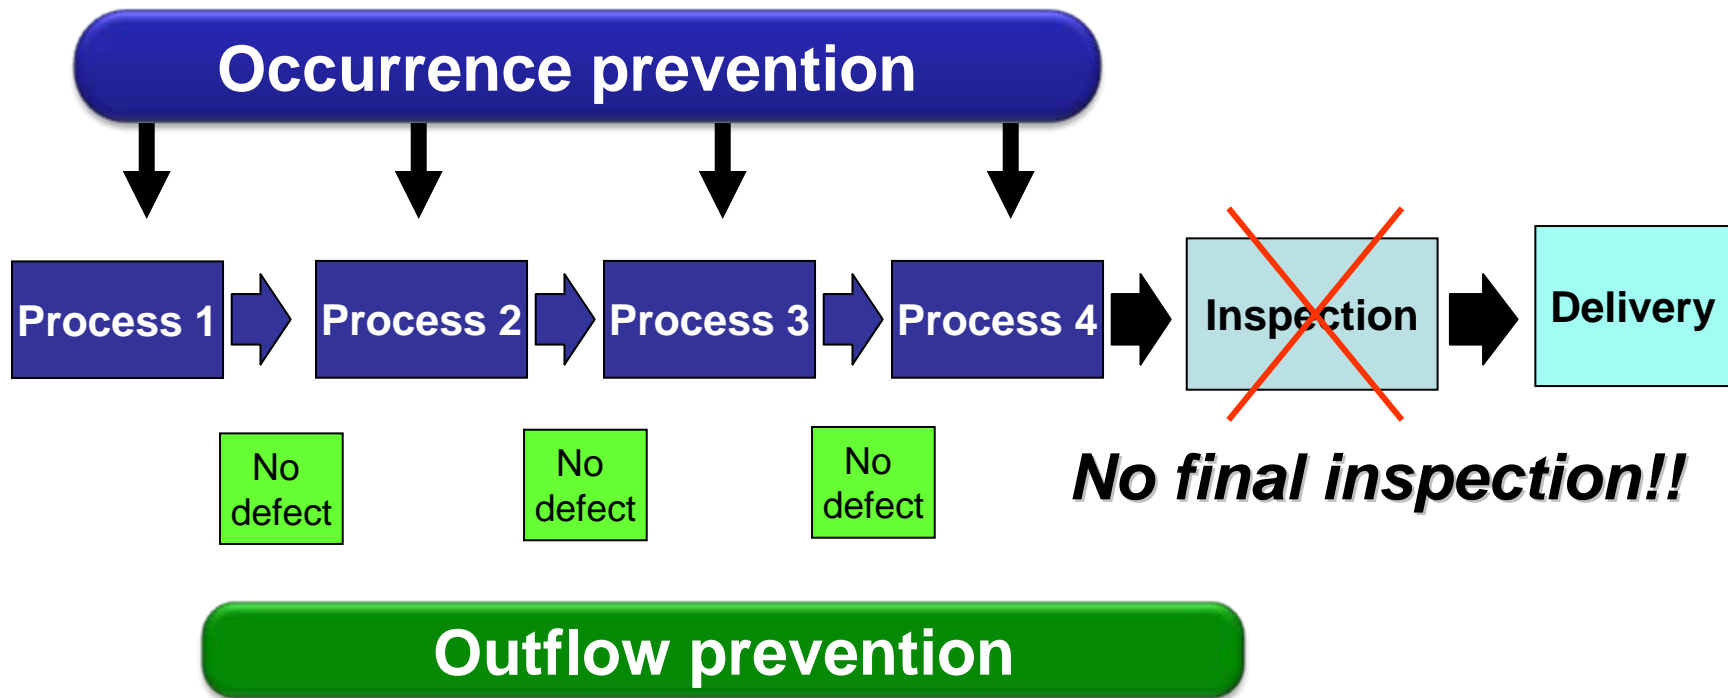 Occurrence prevention
Process 1
Process 2
Process 3
Process 4
Inspection
Delivery
No
defect
No
defect
No
defect
No final inspection!!
Outflow prevention